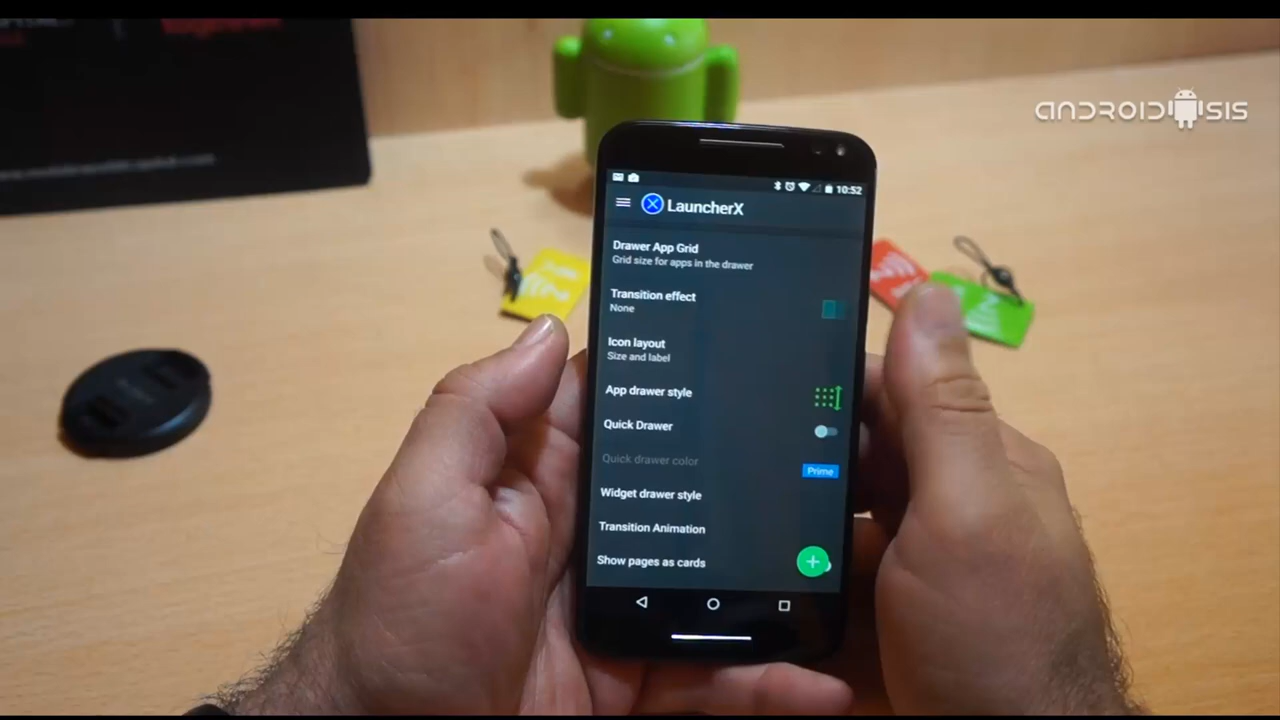 ANDROIDSIS
10:52
LauncherX
Drawer App Grid
Grid size for apps in the drawer
Transition effect
None
Icon layout
Size and label
App drawer style
Quick Drawer
Quick drawer color
Prime
Widget drawer style
Transition Animation
Show pages as cards